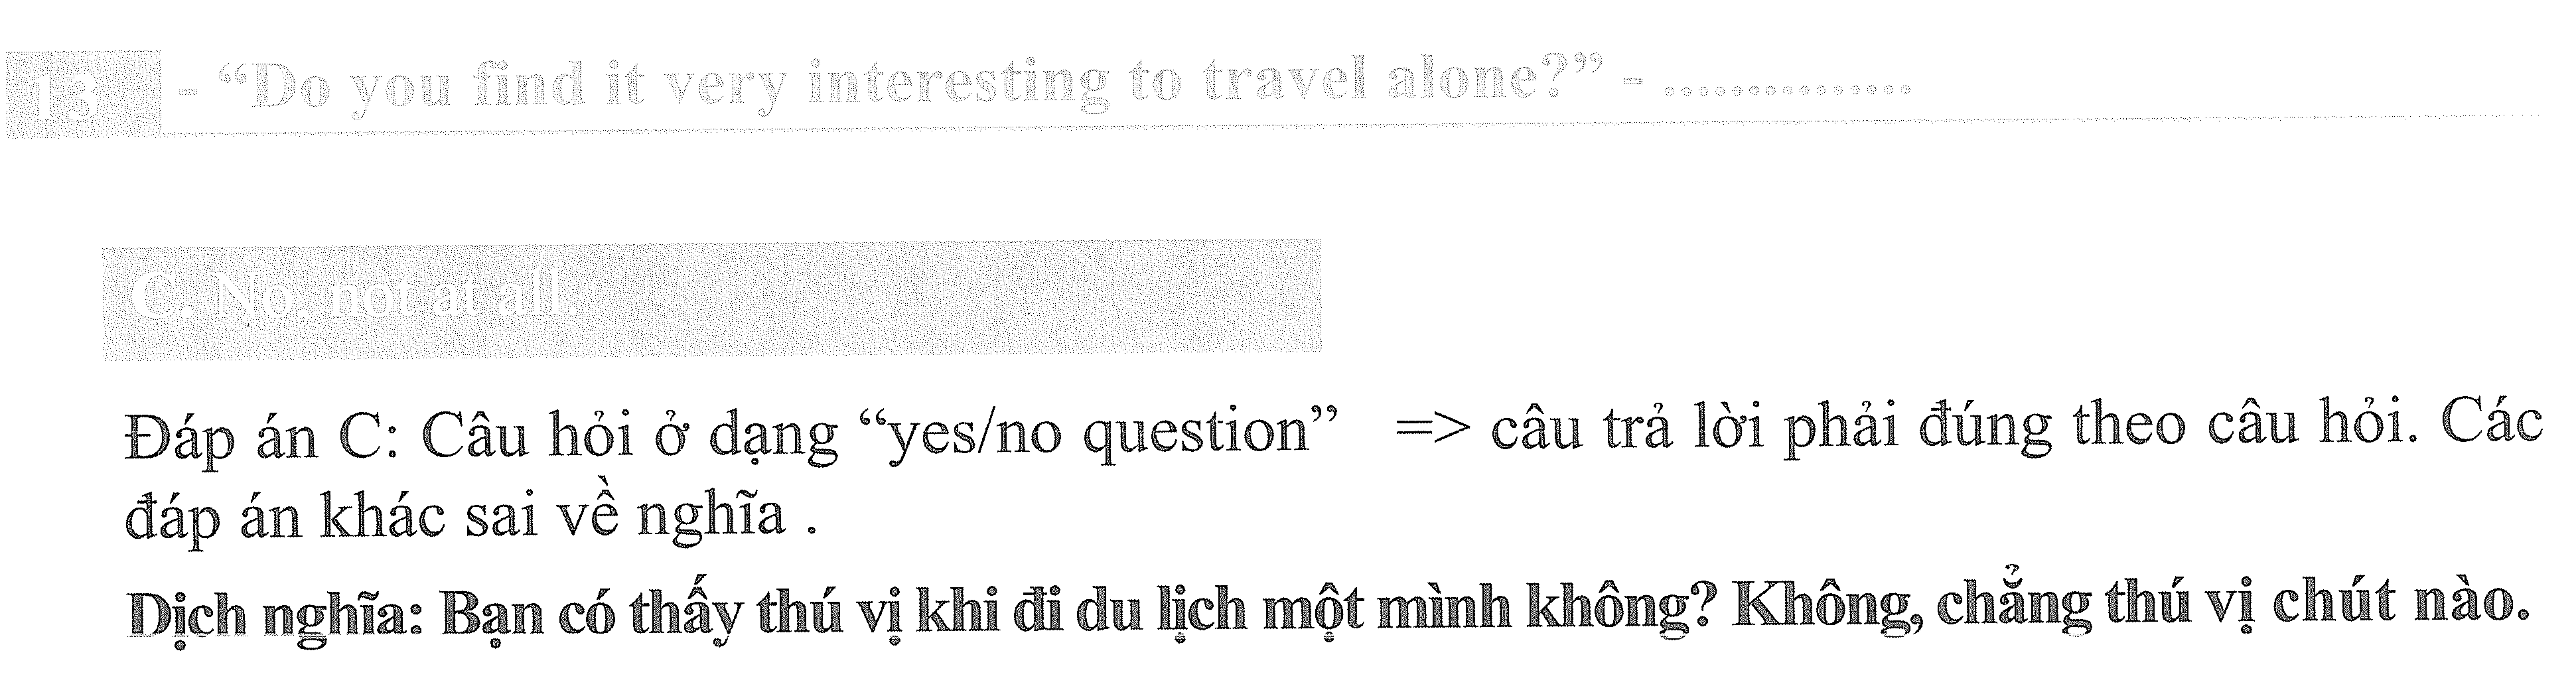 13 - “Do you find it very interesting to travel alone?” - ...............
C. No, not at all.
Đáp án C: Câu hỏi ở dạng “yes/no question” => câu trả lời phải đúng theo câu hỏi. Các
đáp án khác sai về nghĩa .
Dịch nghĩa: Bạn có thấy thú vị khi đi du lịch một mình không? Không, chẳng thú vị chút nào.